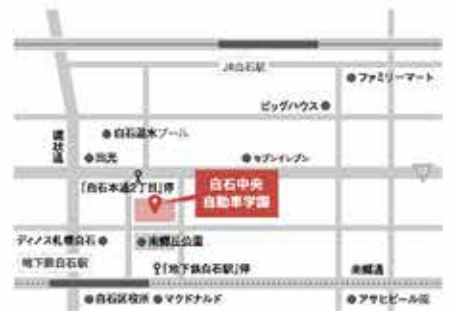 JR白石駅
ファミリーマート
ビッグハウス
環状通
白石温水プール
出光
セブンイレブン
「白石本通2丁目」停
白石中央
自動車学園
ディノス札幌白石
南郷丘公園
地下鉄白石駅
「地下鉄白石駅」停
南郷通
白石区役所
マクドナルド
アサヒビール園